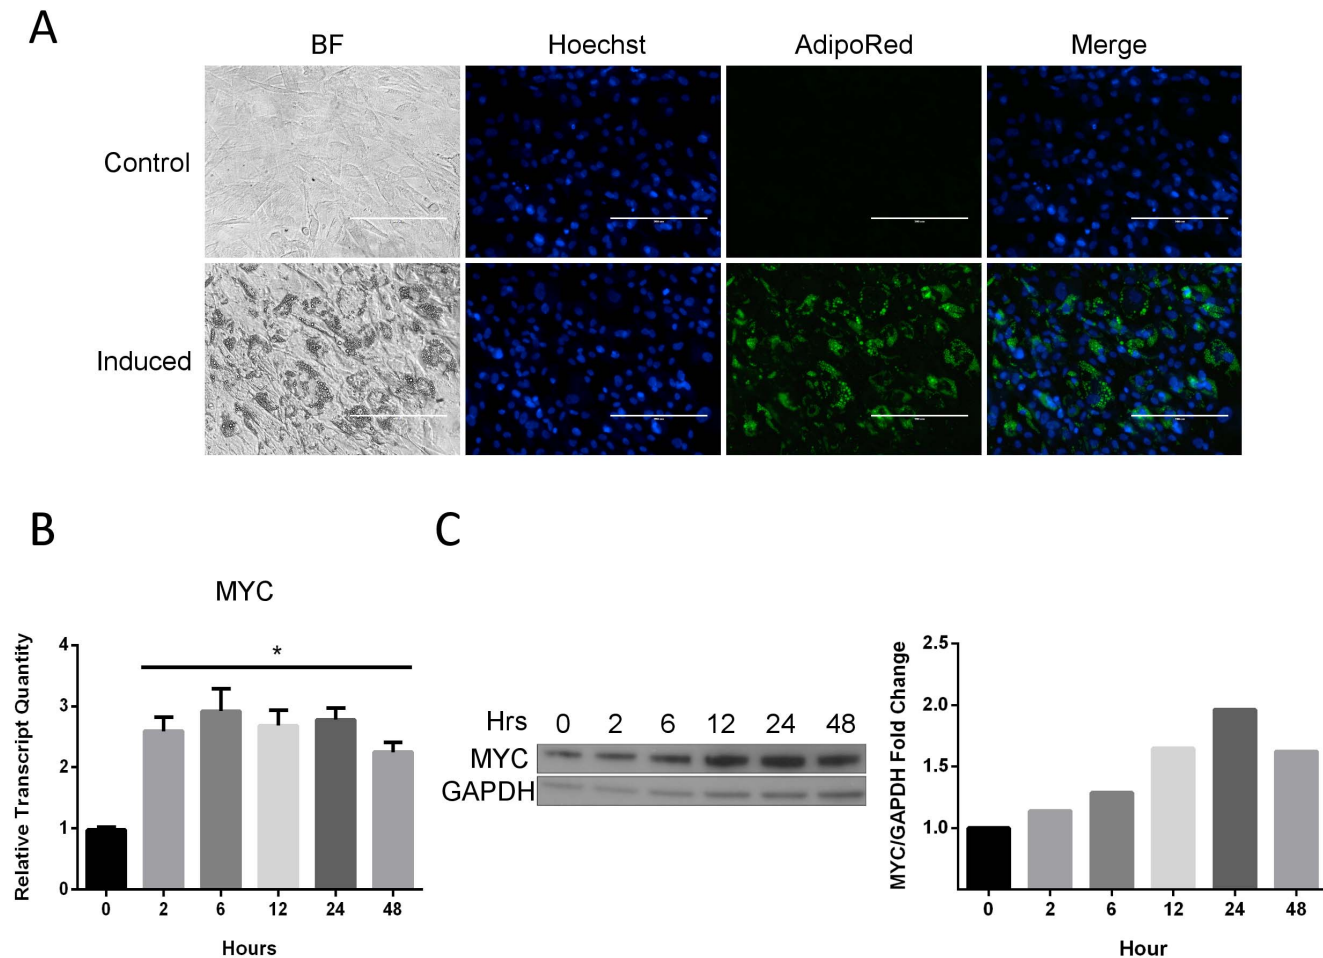 A
BF Hoechst AdipoRed Merge
Control
Induced
B
C
MYC
Relative Transcript Quantity
4
3
2
1
0
*
0 2 6 12 24 48
Hours
Hrs 0 2 6 12 24 48
MYC
GAPDH
MYC/GAPDH Fold Change
2.5
2.0
1.5
1.0
0 2 6 12 24 48
Hour